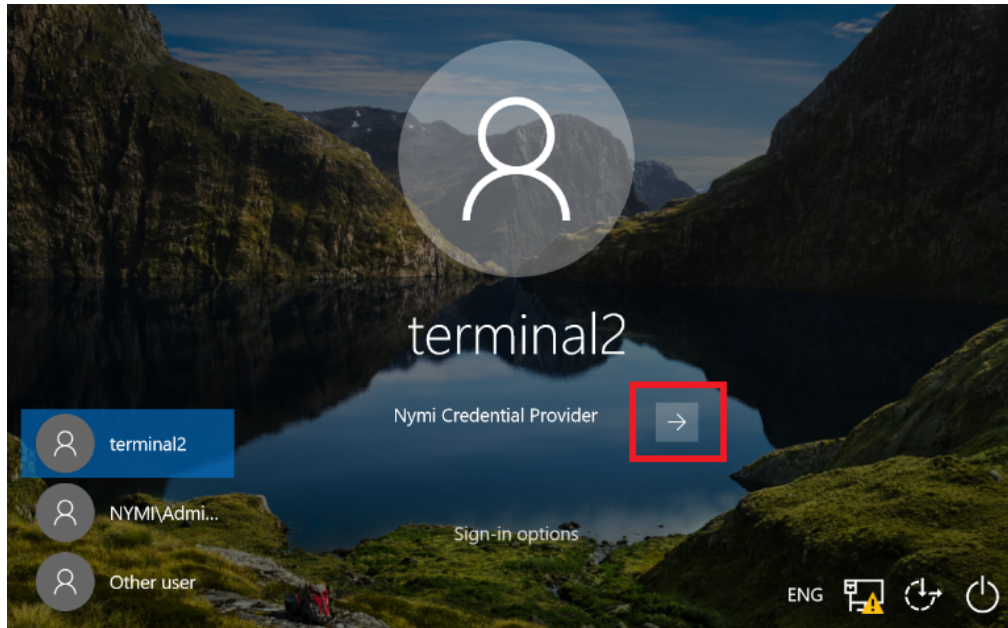 terminal2
Nymi Credential Provider
terminal2
NYMI\Admi...
Sign-in options
Other user
ENG